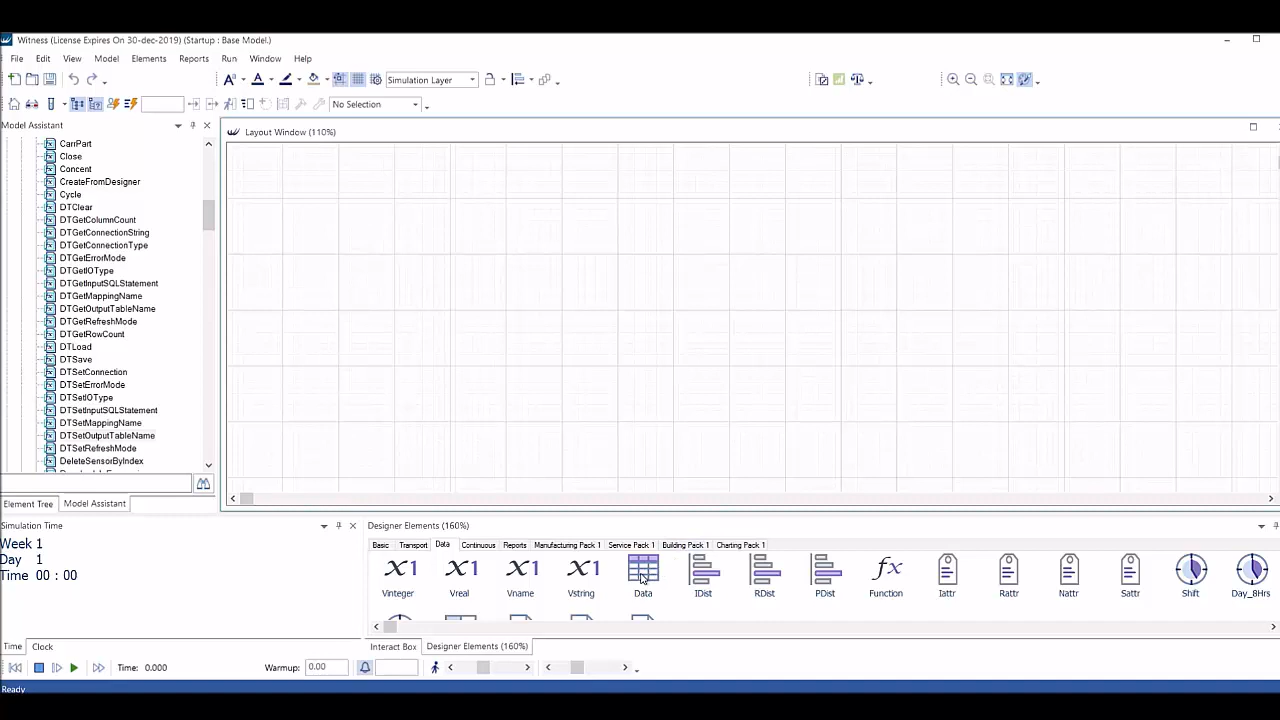 Witness (License Expires On 30-dec-2019) (Startup : Base Model.)
File Edit View Model Elements Reports Run Window Help
Simulation Layer
No Selection
Model Assistant
Layout Window (110%)
CarrPart
Close
Concent
CreateFromDesigner
Cycle
DTClear
DTGetColumnCount
DTGetConnectionString
DTGetConnectionType
DTGetErrorMode
DTGetIOType
DTGetInputSQLStatement
DTGetMappingName
DTGetOutputTableName
DTGetRefreshMode
DTGetRowCount
DTLoad
DTSave
DTSetConnection
DTSetErrorMode
DTSetIOType
DTSetInputSQLStatement
DTSetMappingName
DTSetOutputTableName
DTSetRefreshMode
DeleteSensorByIndex
Element Tree Model Assistant
Simulation Time
Week 1
Day 1
Time 00 : 00
Time Clock
Designer Elements (160%)
Basic Transport Data Continuous Reports Manufacturing Pack 1 Service Pack 1 Building Pack 1 Charting Pack 1
x1 x1 x1 x1 fx
Vinteger Vreal Vname Vstring Data IDist RDist PDist Function Iattr Rattr Nattr Sattr Shift Day_8Hrs
Interact Box Designer Elements (160%)
Time: 0.000 Warmup: 0.00
Ready